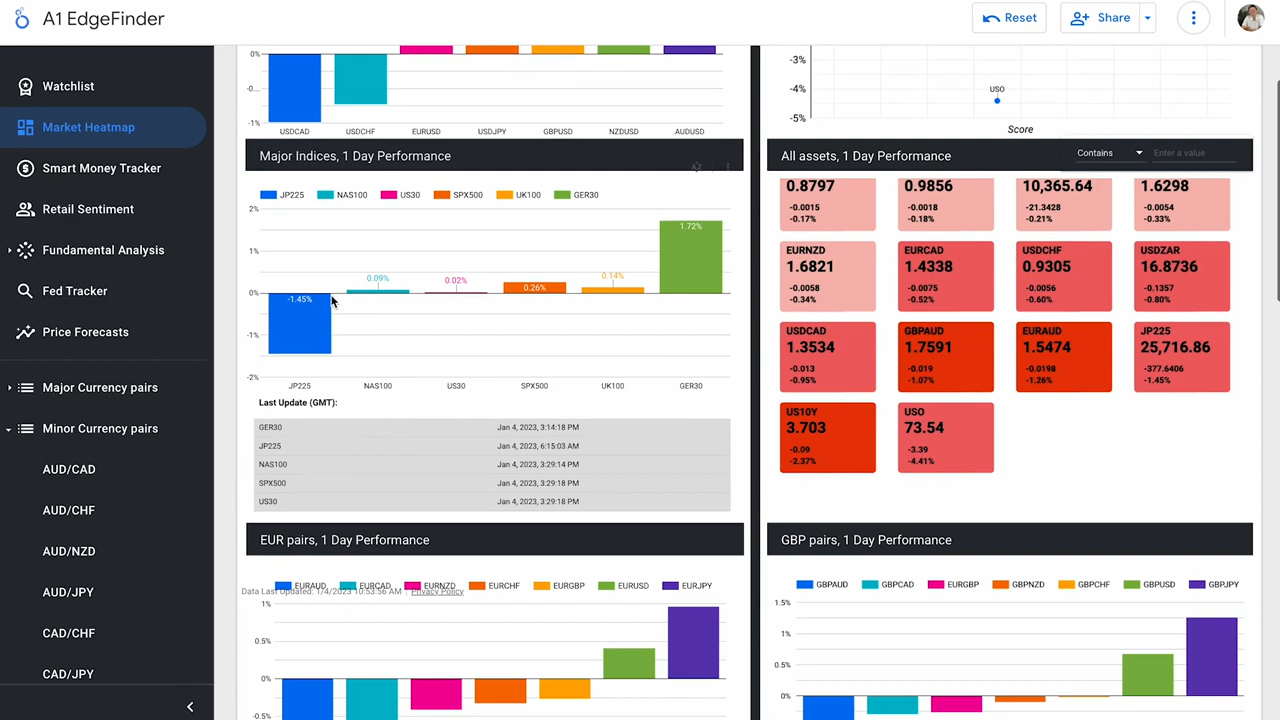 A1 EdgeFinder
Reset
Share
Watchlist
Market Heatmap
Smart Money Tracker
Retail Sentiment
Fundamental Analysis
Fed Tracker
Price Forecasts
Major Currency pairs
Minor Currency pairs
AUD/CAD
AUD/CHF
AUD/NZD
AUD/JPY
CAD/CHF
CAD/JPY
0%
-0...
-1%
USDCAD USDCHF EURUSD USDJPY GBPUSD NZDUSD AUDUSD
-3%
-4%
-5%
USO
Score
Major Indices, 1 Day Performance
JP225 NAS100 US30 SPX500 UK100 GER30
2%
1%
0%
-1%
-2%
-1.45% 0.09% 0.02% 0.26% 0.14% 1.72%
JP225 NAS100 US30 SPX500 UK100 GER30
Last Update (GMT):
GER30 Jan 4, 2023, 3:14:18 PM
JP225 Jan 4, 2023, 6:15:03 AM
NAS100 Jan 4, 2023, 3:29:14 PM
SPX500 Jan 4, 2023, 3:29:18 PM
US30 Jan 4, 2023, 3:29:18 PM
All assets, 1 Day Performance
Contains
Enter a value
0.8797 0.9856 10,365.64 1.6298
-0.0015 -0.0018 -21.3428 -0.0054
-0.17% -0.18% -0.21% -0.33%
EURNZD EURCAD USDCHF USDZAR
1.6821 1.4338 0.9305 16.8736
-0.0058 -0.0075 -0.0056 -0.1357
-0.34% -0.52% -0.60% -0.80%
USDCAD GBPAUD EURAUD JP225
1.3534 1.7591 1.5474 25,716.86
-0.013 -0.019 -0.0198 -377.6406
-0.95% -1.07% -1.26% -1.45%
US10Y USO
3.703 73.54
-0.09 -3.39
-2.37% -4.41%
EUR pairs, 1 Day Performance
EURAUD EURCAD EURNZD EURCHF EURGBP EURUSD EURJPY
Data Last Updated: 1/4/2023 10:53:56 AM | Privacy Policy
1%
0.5%
0%
-0.5%
GBP pairs, 1 Day Performance
GBPAUD GBPCAD EURGBP GBPNZD GBPCHF GBPUSD GBPJPY
1.5%
1%
0.5%
0%